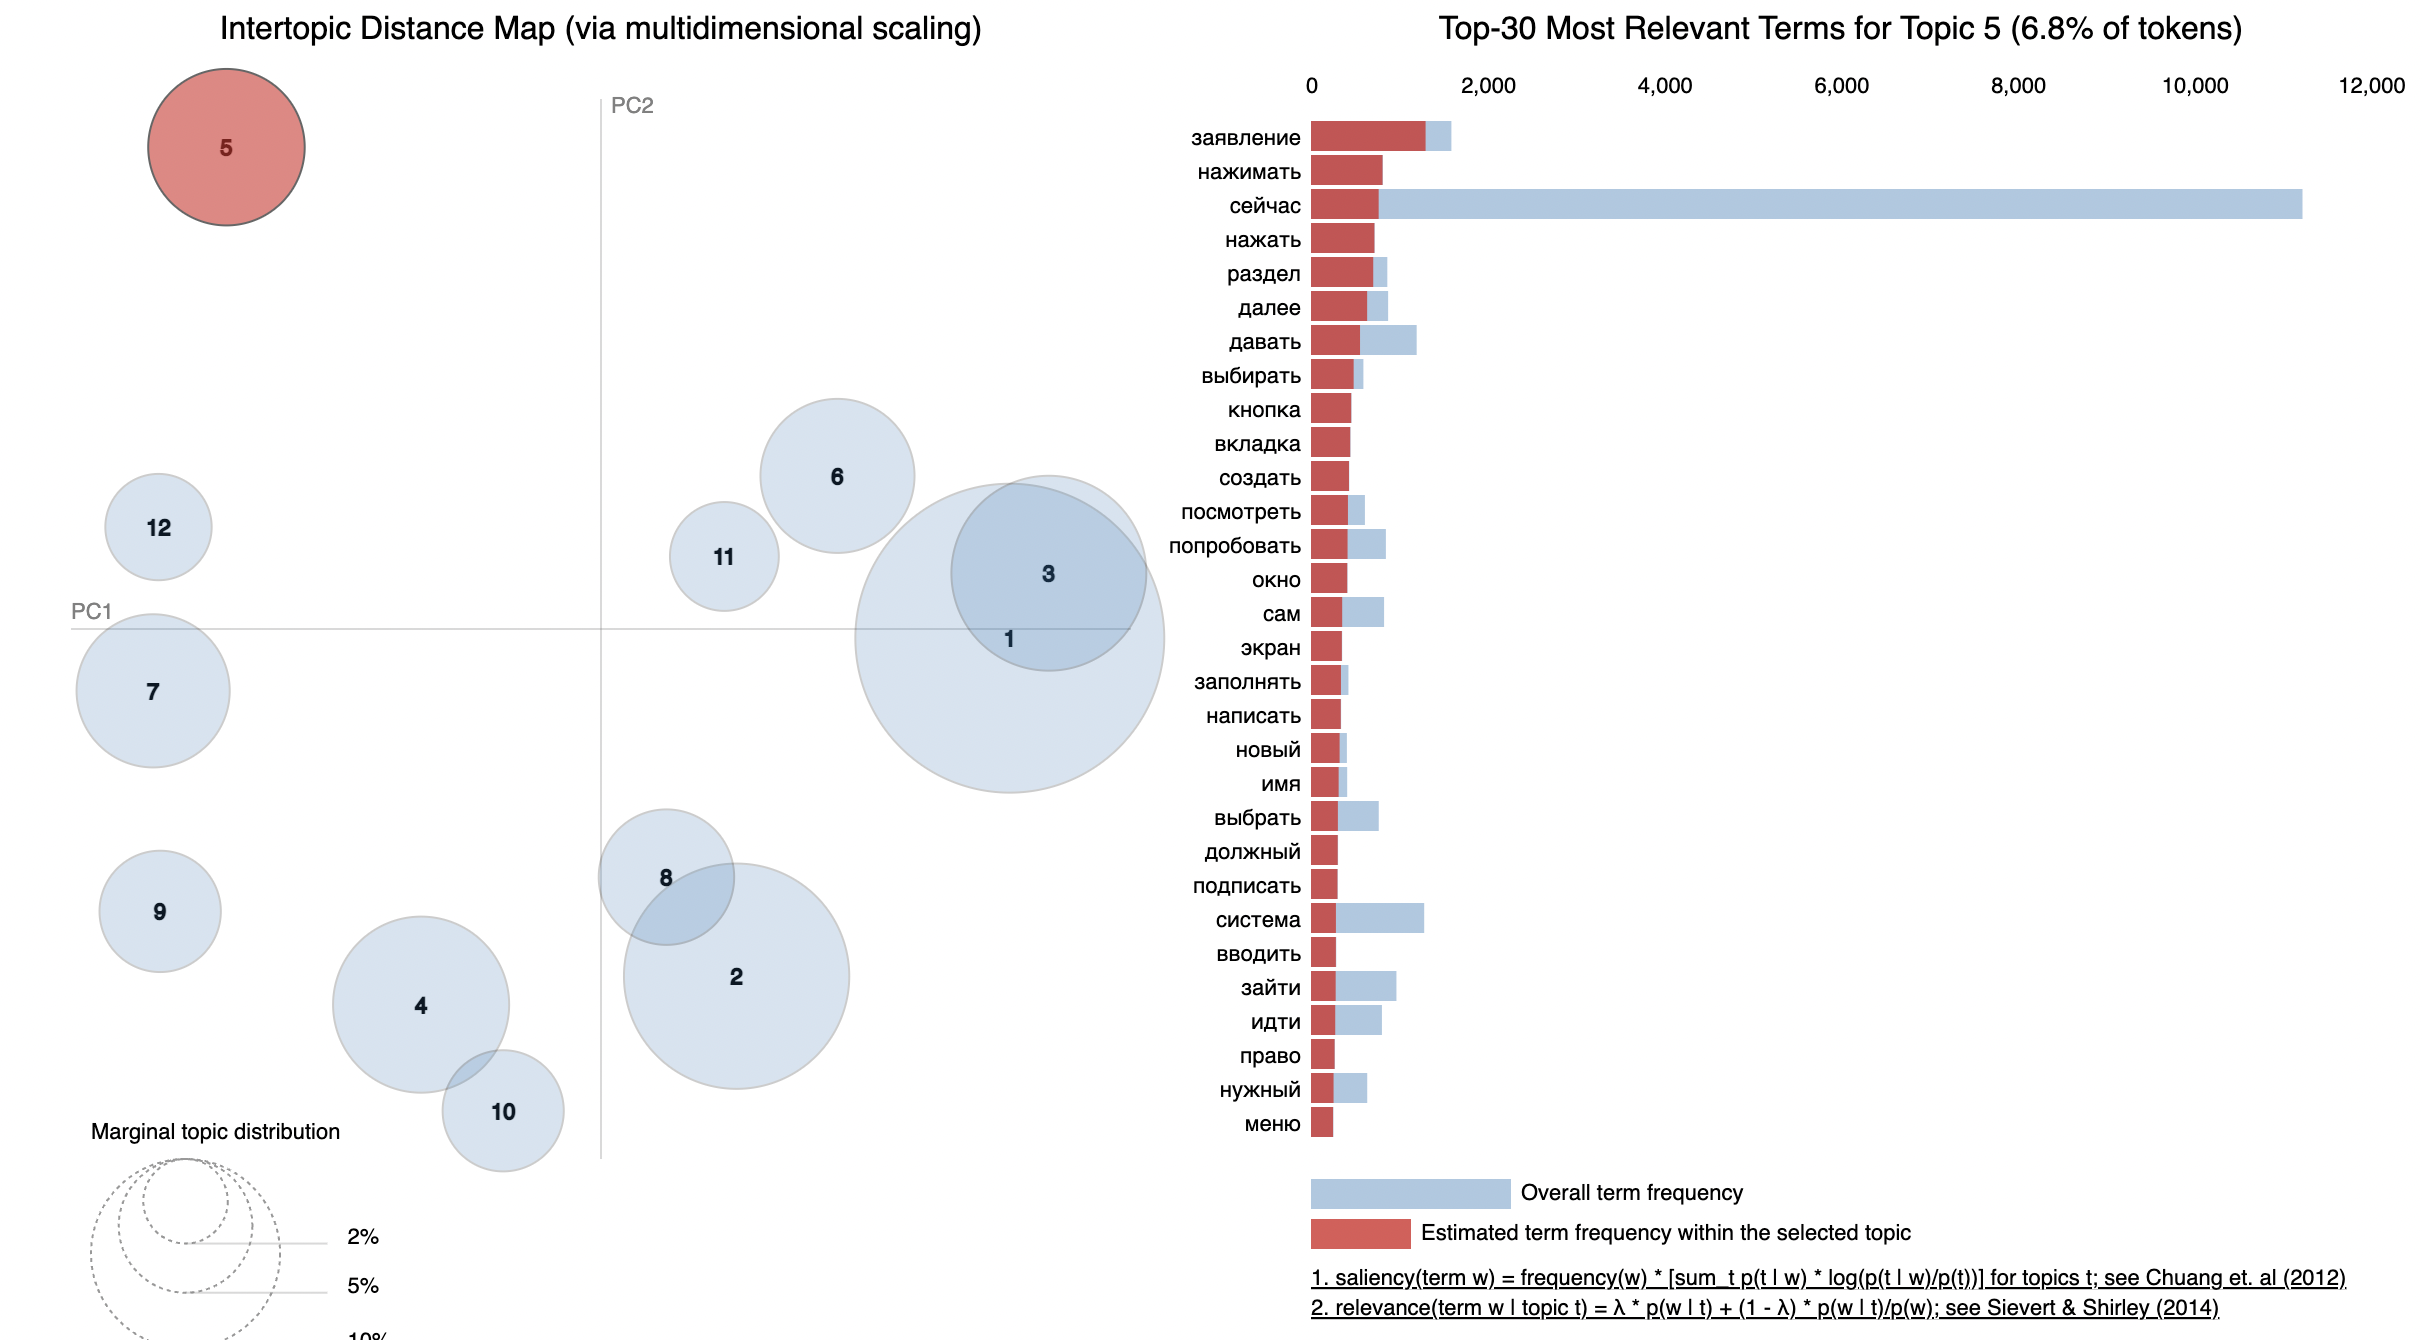 Intertopic Distance Map (via multidimensional scaling)
PC2
5
6
12
11
3
PC1
1
7
8
9
2
4
10
Marginal topic distribution
2%
5%
10%
Top-30 Most Relevant Terms for Topic 5 (6.8% of tokens)
0 2,000 4,000 6,000 8,000 10,000 12,000
заявление
нажимать
сейчас
нажать
раздел
далее
давать
выбирать
кнопка
вкладка
создать
посмотреть
попробовать
окно
сам
экран
заполнять
написать
новый
имя
выбрать
должный
подписать
система
вводить
зайти
идти
право
нужный
меню
Overall term frequency
Estimated term frequency within the selected topic
1. saliency(term w) = frequency(w) * [sum_t p(t | w) * log(p(t | w)/p(t))] for topics t; see Chuang et. al (2012)
2. relevance(term w | topic t) = λ * p(w | t) + (1 - λ) * p(w | t)/p(w); see Sievert & Shirley (2014)